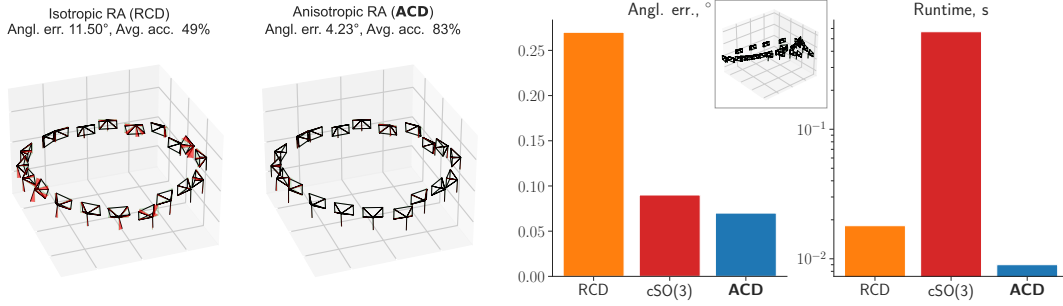 Isotropic RA (RCD)
Angl. err. 11.50°, Avg. acc. 49%
Anisotropic RA (ACD)
Angl. err. 4.23°, Avg. acc. 83%
Angl. err., °
0.25
0.20
0.15
0.10
0.05
0.00
RCD
cSO(3)
ACD
Runtime, s
10⁻¹
10⁻²
RCD
cSO(3)
ACD